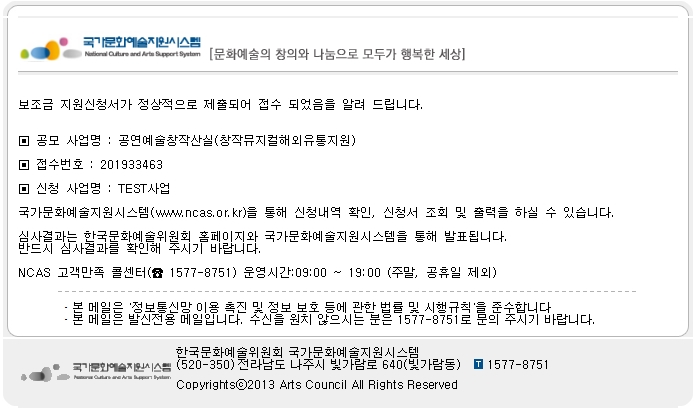 국가문화예술지원시스템
National Culture and Arts Support System
[문화예술의 창의와 나눔으로 모두가 행복한 세상]
보조금 지원신청서가 정상적으로 제출되어 접수 되었음을 알려 드립니다.
▣ 공모 사업명 : 공연예술창작산실(창작뮤지컬해외유통지원)
▣ 접수번호 : 201933463
▣ 신청 사업명 : TEST사업
국가문화예술지원시스템(www.ncas.or.kr)을 통해 신청내역 확인, 신청서 조회 및 출력을 하실 수 있습니다.
심사결과는 한국문화예술위원회 홈페이지와 국가문화예술지원시스템을 통해 발표됩니다.
반드시 심사결과를 확인해 주시기 바랍니다.
NCAS 고객만족 콜센터(☎ 1577-8751) 운영시간:09:00 ~ 19:00 (주말, 공휴일 제외)
- 본 메일은 '정보통신망 이용 촉진 및 정보 보호 등에 관한 법률 및 시행규칙'을 준수합니다
- 본 메일은 발신전용 메일입니다. 수신을 원치 않으시는 분은 1577-8751로 문의 주시기 바랍니다.
국가문화예술지원시스템
National Culture and Arts Support System
한국문화예술위원회 국가문화예술지원시스템
(520-350) 전라남도 나주시 빛가람로 640(빛가람동) T 1577-8751
Copyrightsⓒ2013 Arts Council All Rights Reserved